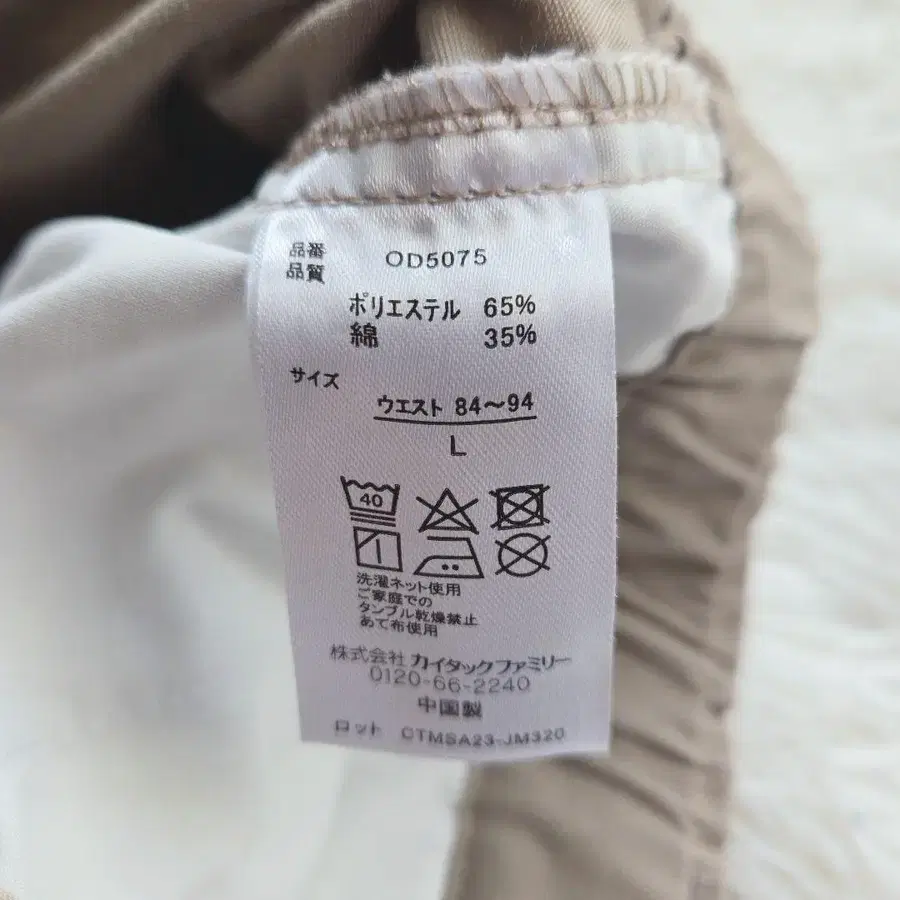 品番 OD5075
品質
ポリエステル 65%
綿 35%
サイズ
ウエスト 84～94
L
40
洗濯ネット使用
ご家庭での
タンブル乾燥禁止
あて布使用
株式会社 カイタックファミリー
0120-66-2240
中国製
ロット CTMSA23-JM320